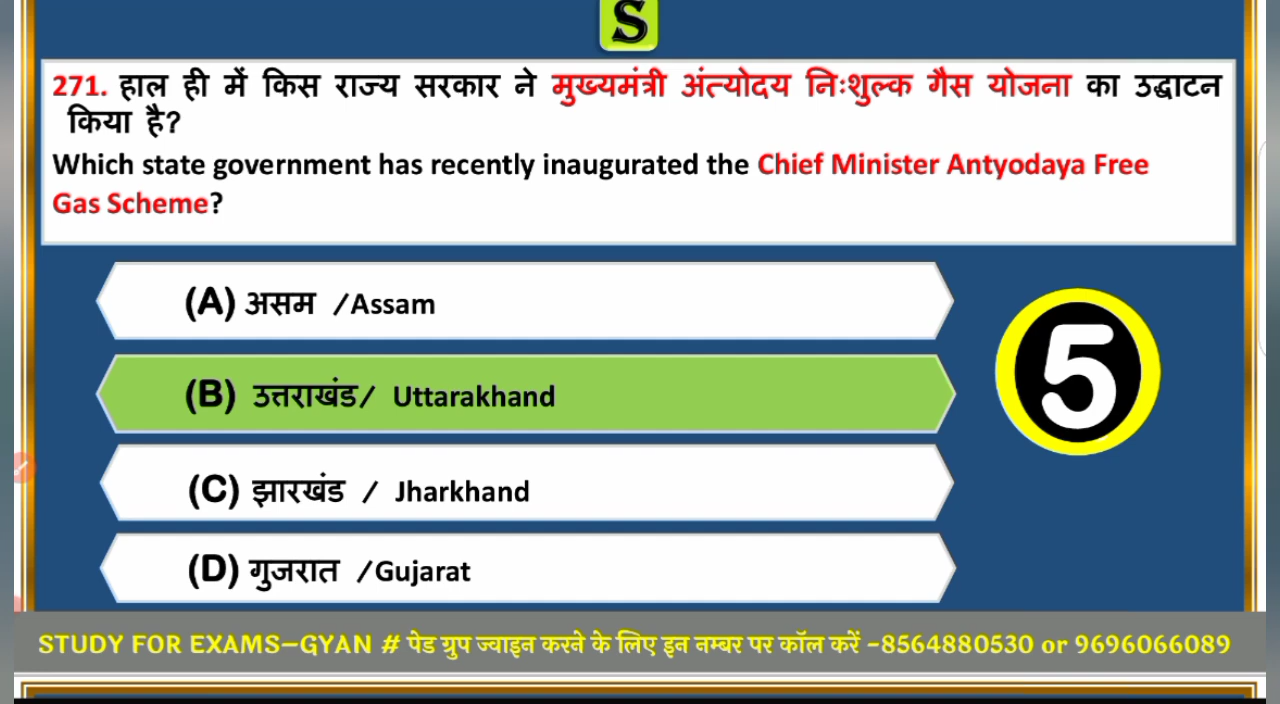 S
271. हाल ही में किस राज्य सरकार ने मुख्यमंत्री अंत्योदय निःशुल्क गैस योजना का उद्घाटन
किया है?
Which state government has recently inaugurated the Chief Minister Antyodaya Free
Gas Scheme?
(A) असम /Assam
(B) उत्तराखंड/ Uttarakhand
5
(C) झारखंड / Jharkhand
(D) गुजरात /Gujarat
STUDY FOR EXAMS-GYAN # पेड ग्रुप ज्वाइन करने के लिए इन नम्बर पर कॉल करें -8564880530 or 9696066089